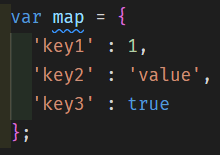 var map = {
  'key1' : 1,
  'key2' : 'value',
  'key3' : true
};